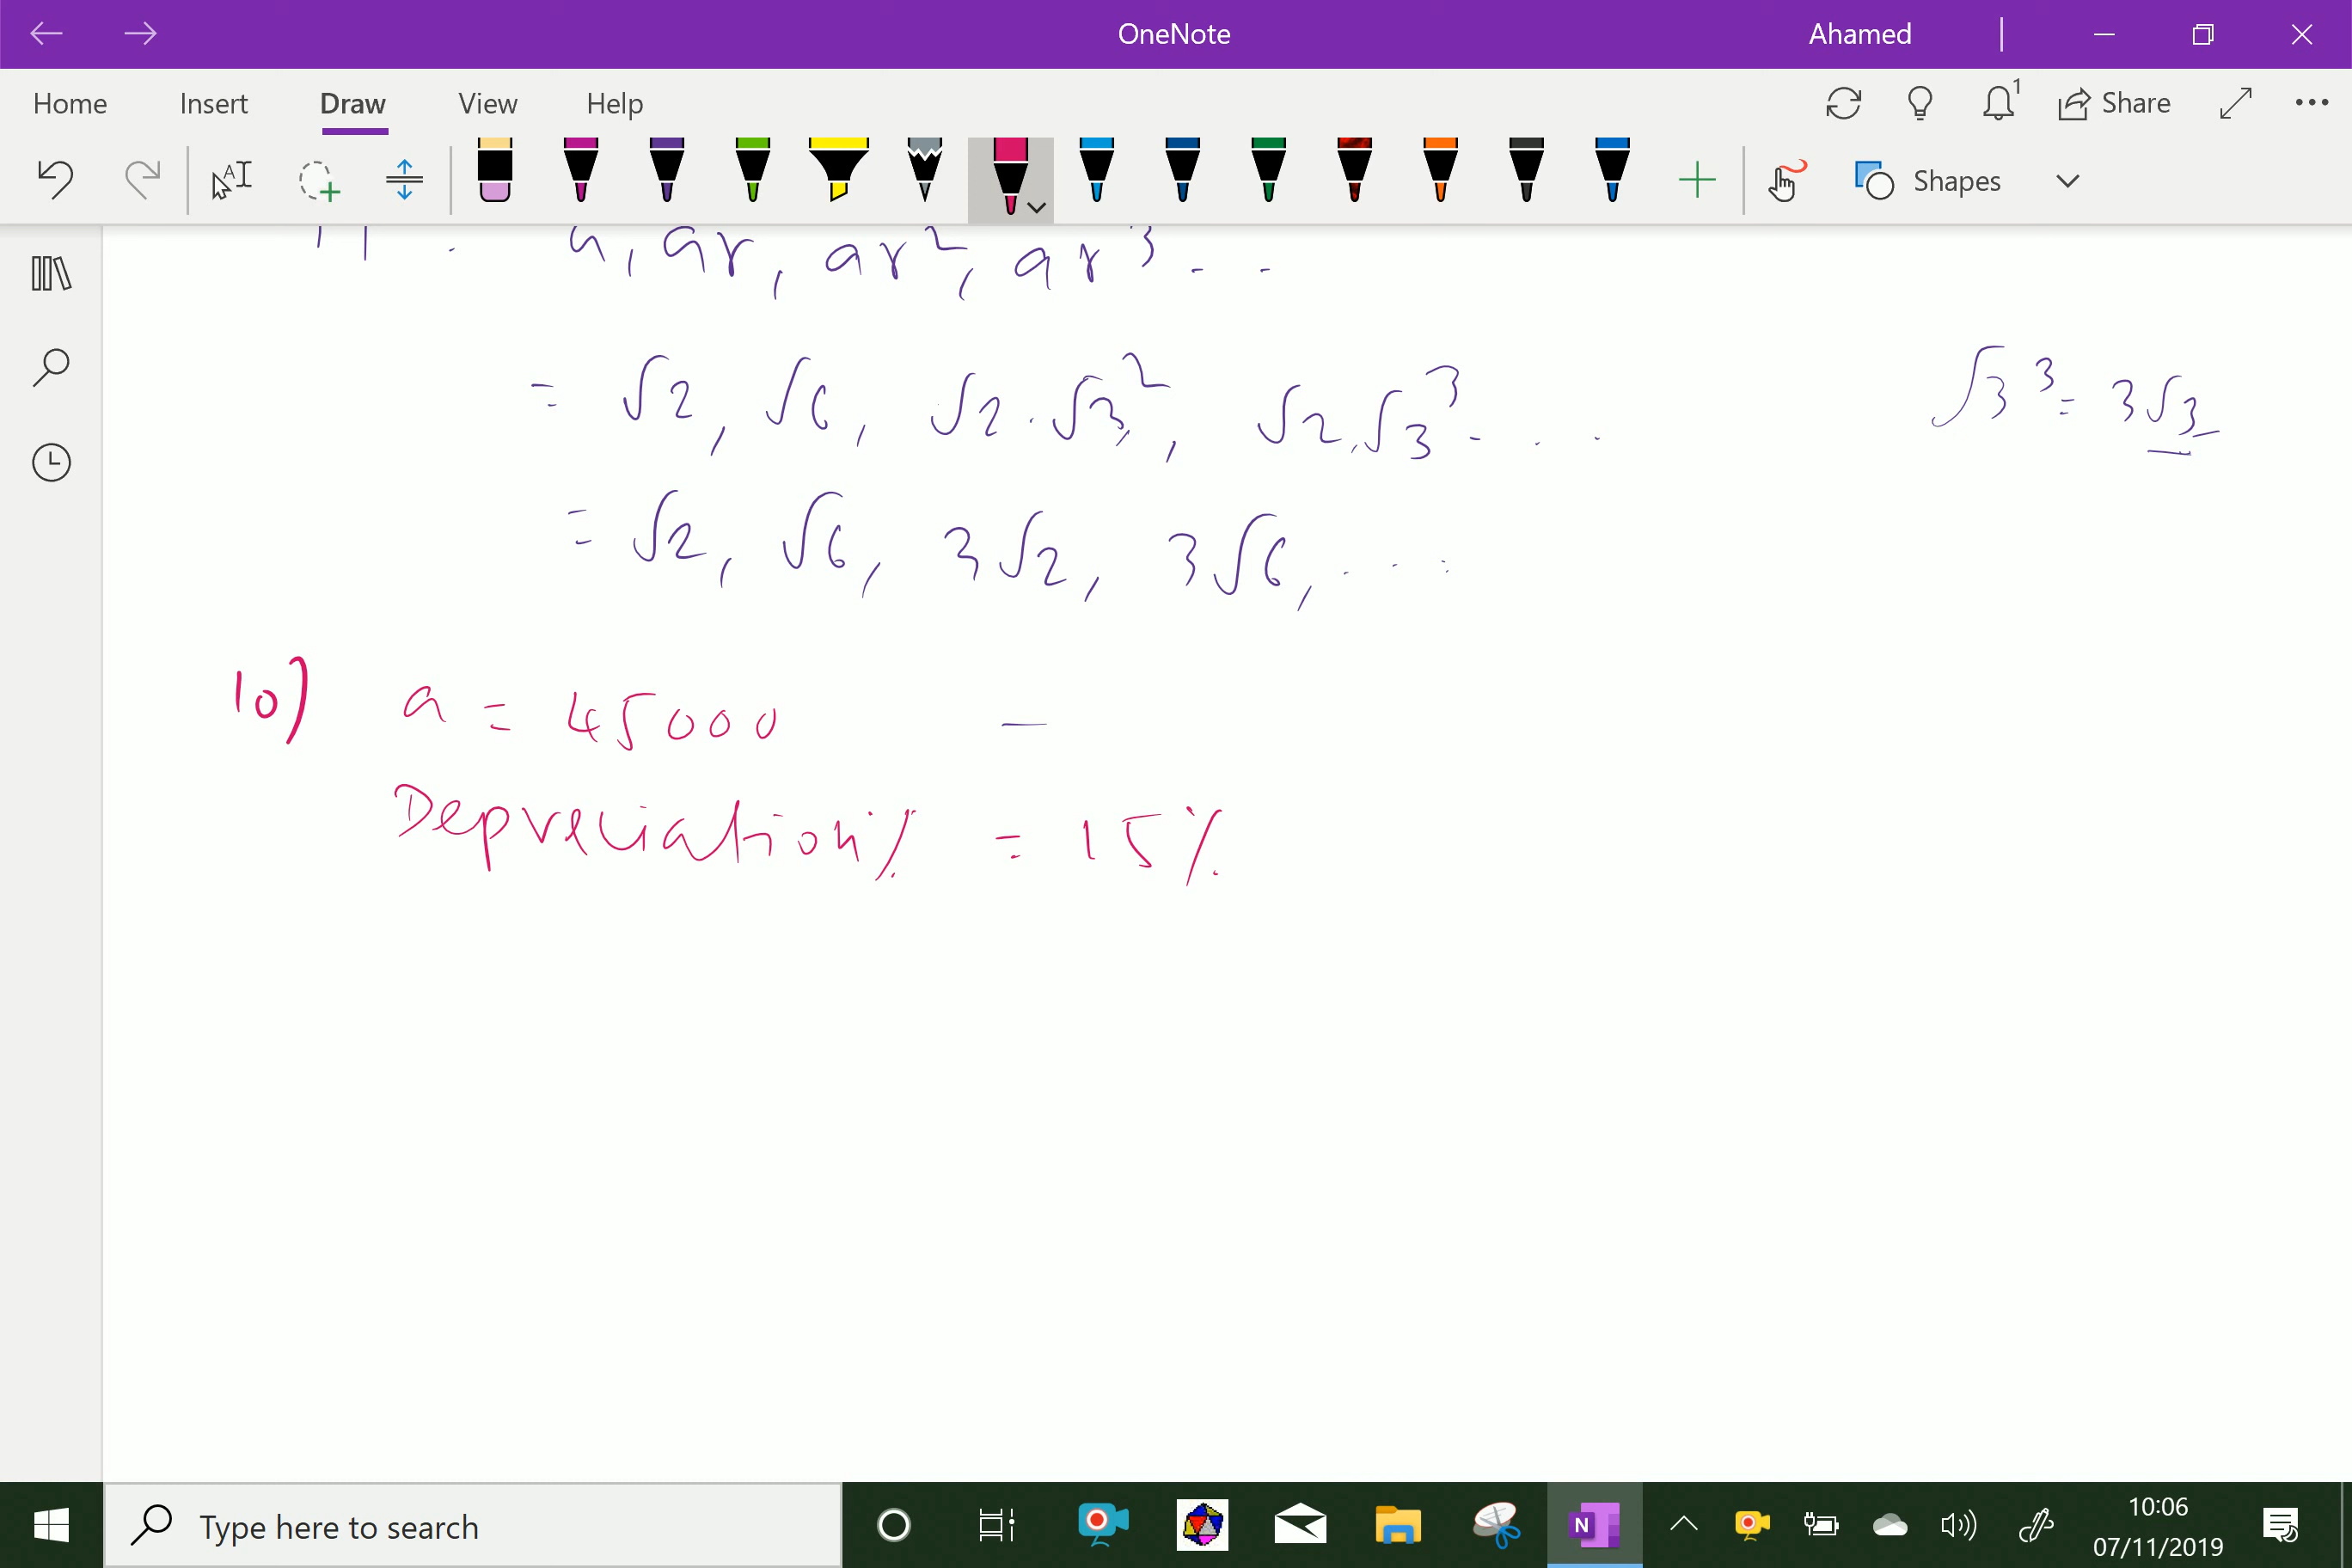 OneNote
Ahamed
Home Insert Draw View Help
1
Share
AI
Shapes
a, ar, ar², ar³ - -
= √2, √6, √2 . √3², √2 . √3³ - . .
√3³ = 3√3
= √2, √6, 3√2, 3√6, . . .
10) a = 45000 —
Depreciation % = 15 %
Type here to search
N
10:06
07/11/2019